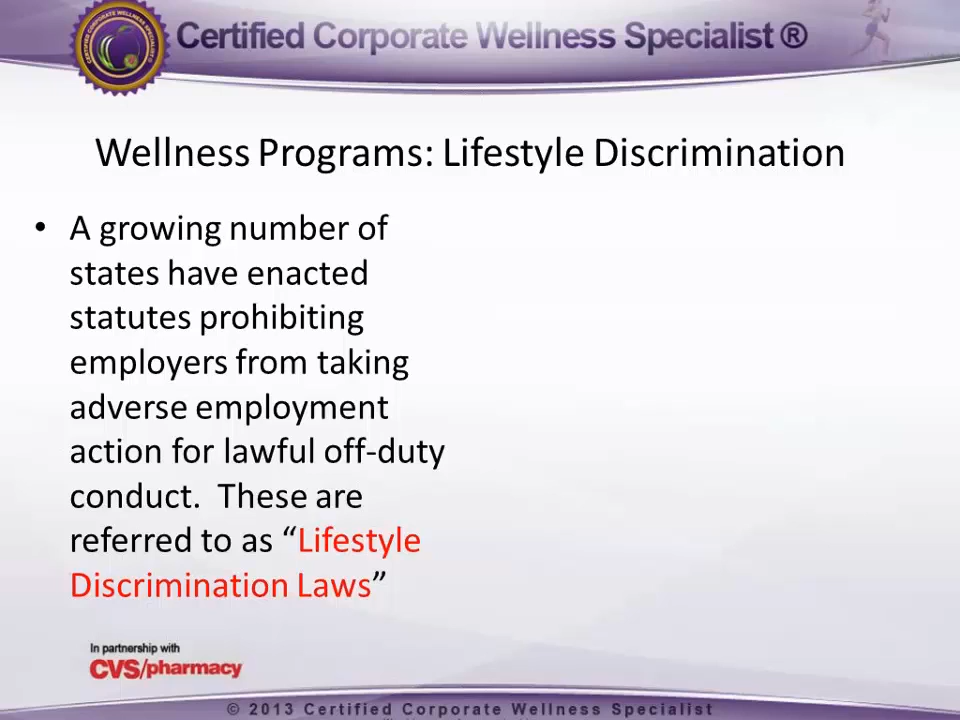 Certified Corporate Wellness Specialist ®
Wellness Programs: Lifestyle Discrimination
• A growing number of
states have enacted
statutes prohibiting
employers from taking
adverse employment
action for lawful off-duty
conduct.  These are
referred to as “Lifestyle
Discrimination Laws”
In partnership with
CVS/pharmacy
© 2013 Certified Corporate Wellness Specialist